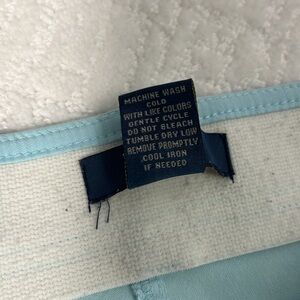 MACHINE WASH
COLD
WITH LIKE COLORS
GENTLE CYCLE
DO NOT BLEACH
TUMBLE DRY LOW
REMOVE PROMPTLY
COOL IRON
IF NEEDED